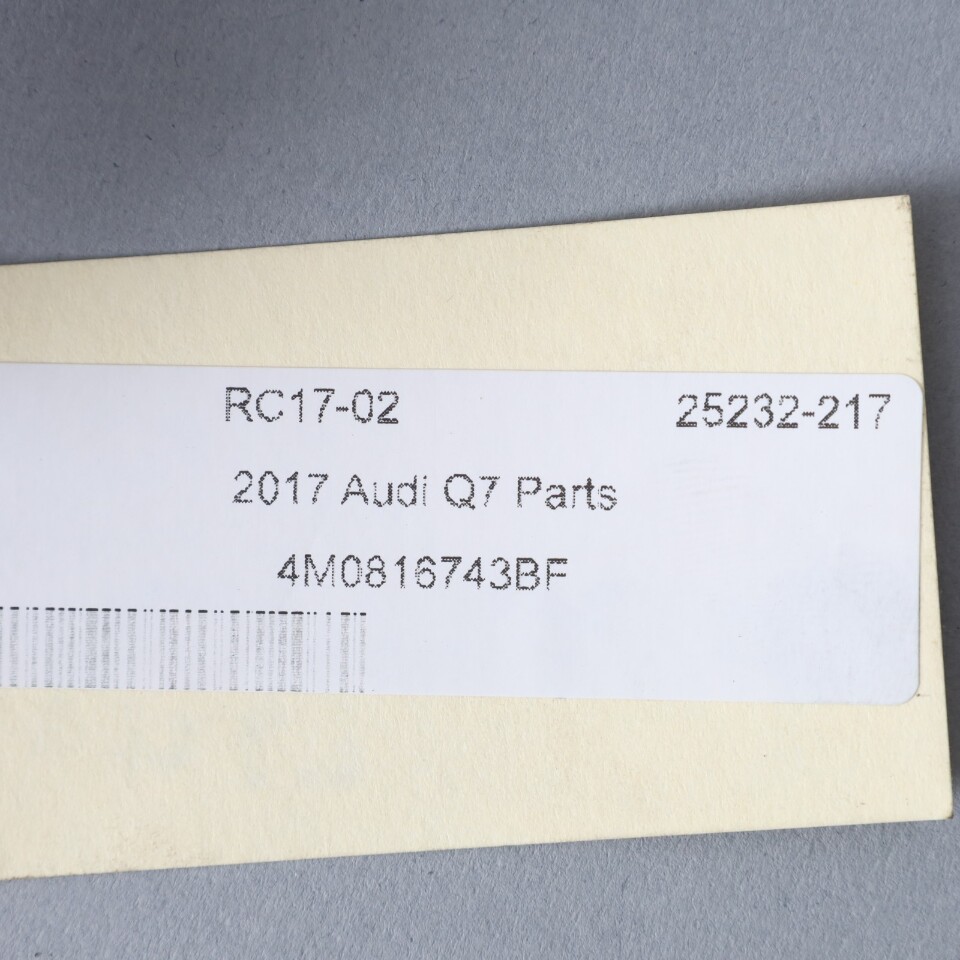 RC17-02 25232-217
2017 Audi Q7 Parts
4M0816743BF